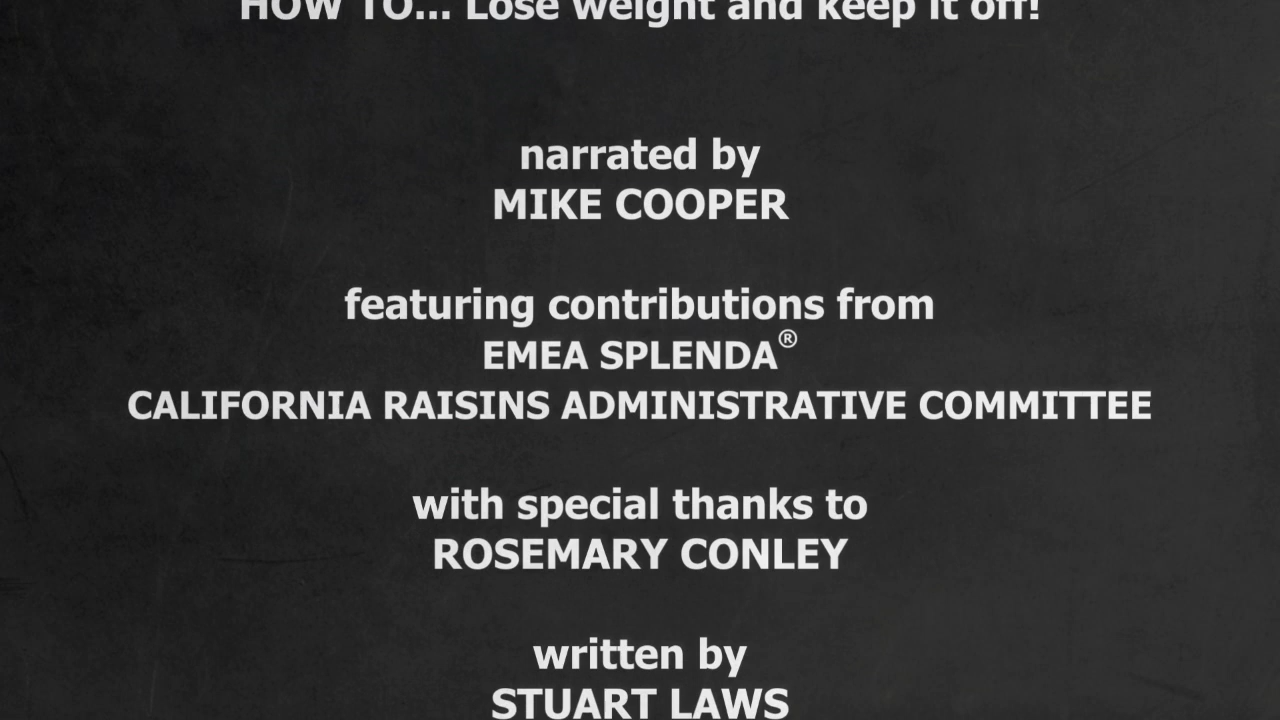 HOW TO... Lose weight and keep it off!
narrated by
MIKE COOPER
featuring contributions from
EMEA SPLENDA®
CALIFORNIA RAISINS ADMINISTRATIVE COMMITTEE
with special thanks to
ROSEMARY CONLEY
written by
STUART LAWS